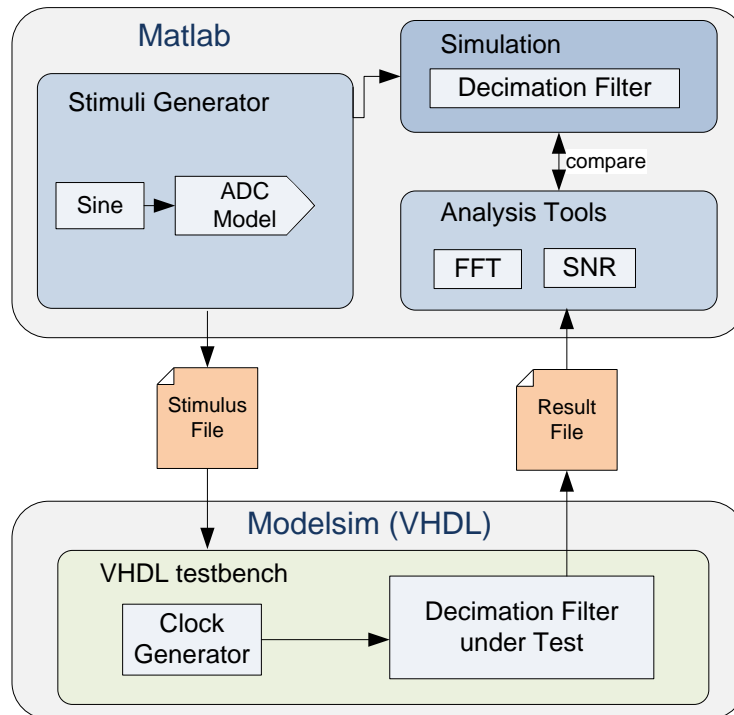 Matlab
Stimuli Generator
Sine
ADC
Model
Simulation
Decimation Filter
compare
Analysis Tools
FFT
SNR
Stimulus
File
Result
File
Modelsim (VHDL)
VHDL testbench
Clock
Generator
Decimation Filter
under Test